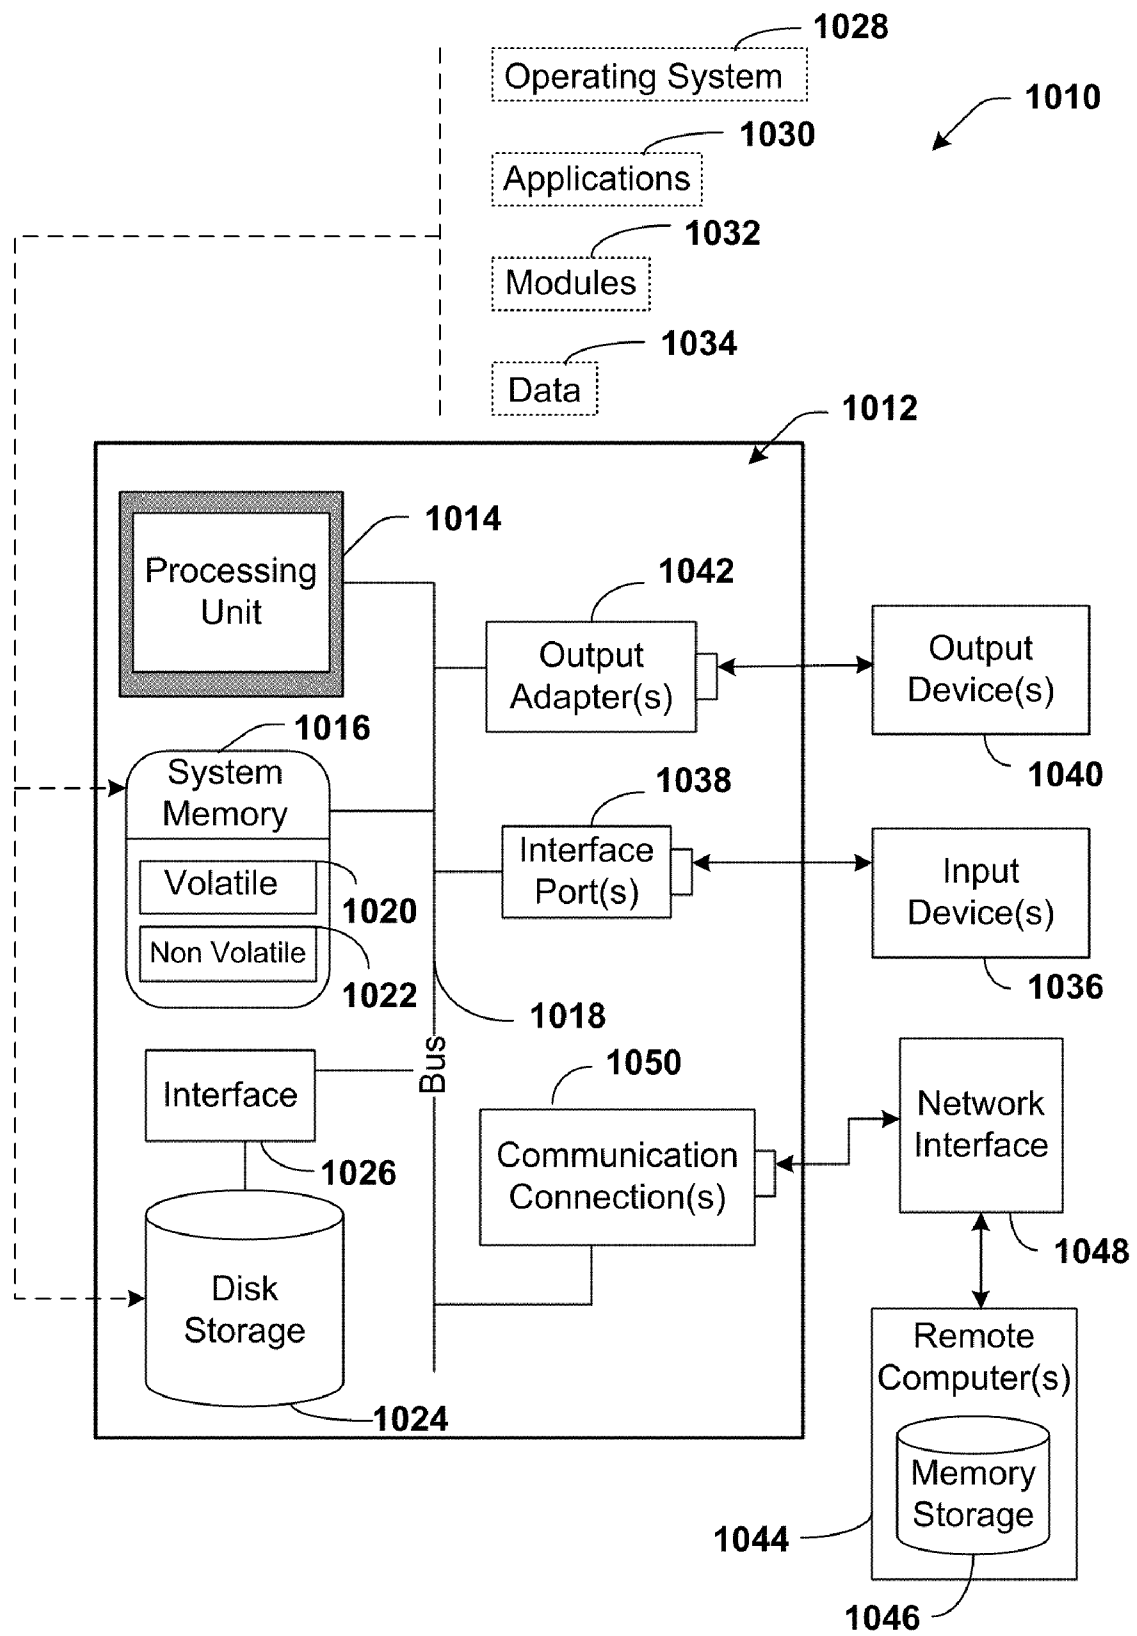 1028
Operating System
1010
1030
Applications
1032
Modules
1034
Data
1012
1014
Processing
Unit
1042
Output
Adapter(s)
Output
Device(s)
1040
1016
System
Memory
1038
Interface
Port(s)
Input
Device(s)
1036
Volatile
1020
Non Volatile
1022
1018
Bus
Interface
1026
1050
Communication
Connection(s)
Network
Interface
1048
Disk
Storage
1024
Remote
Computer(s)
Memory
Storage
1044
1046